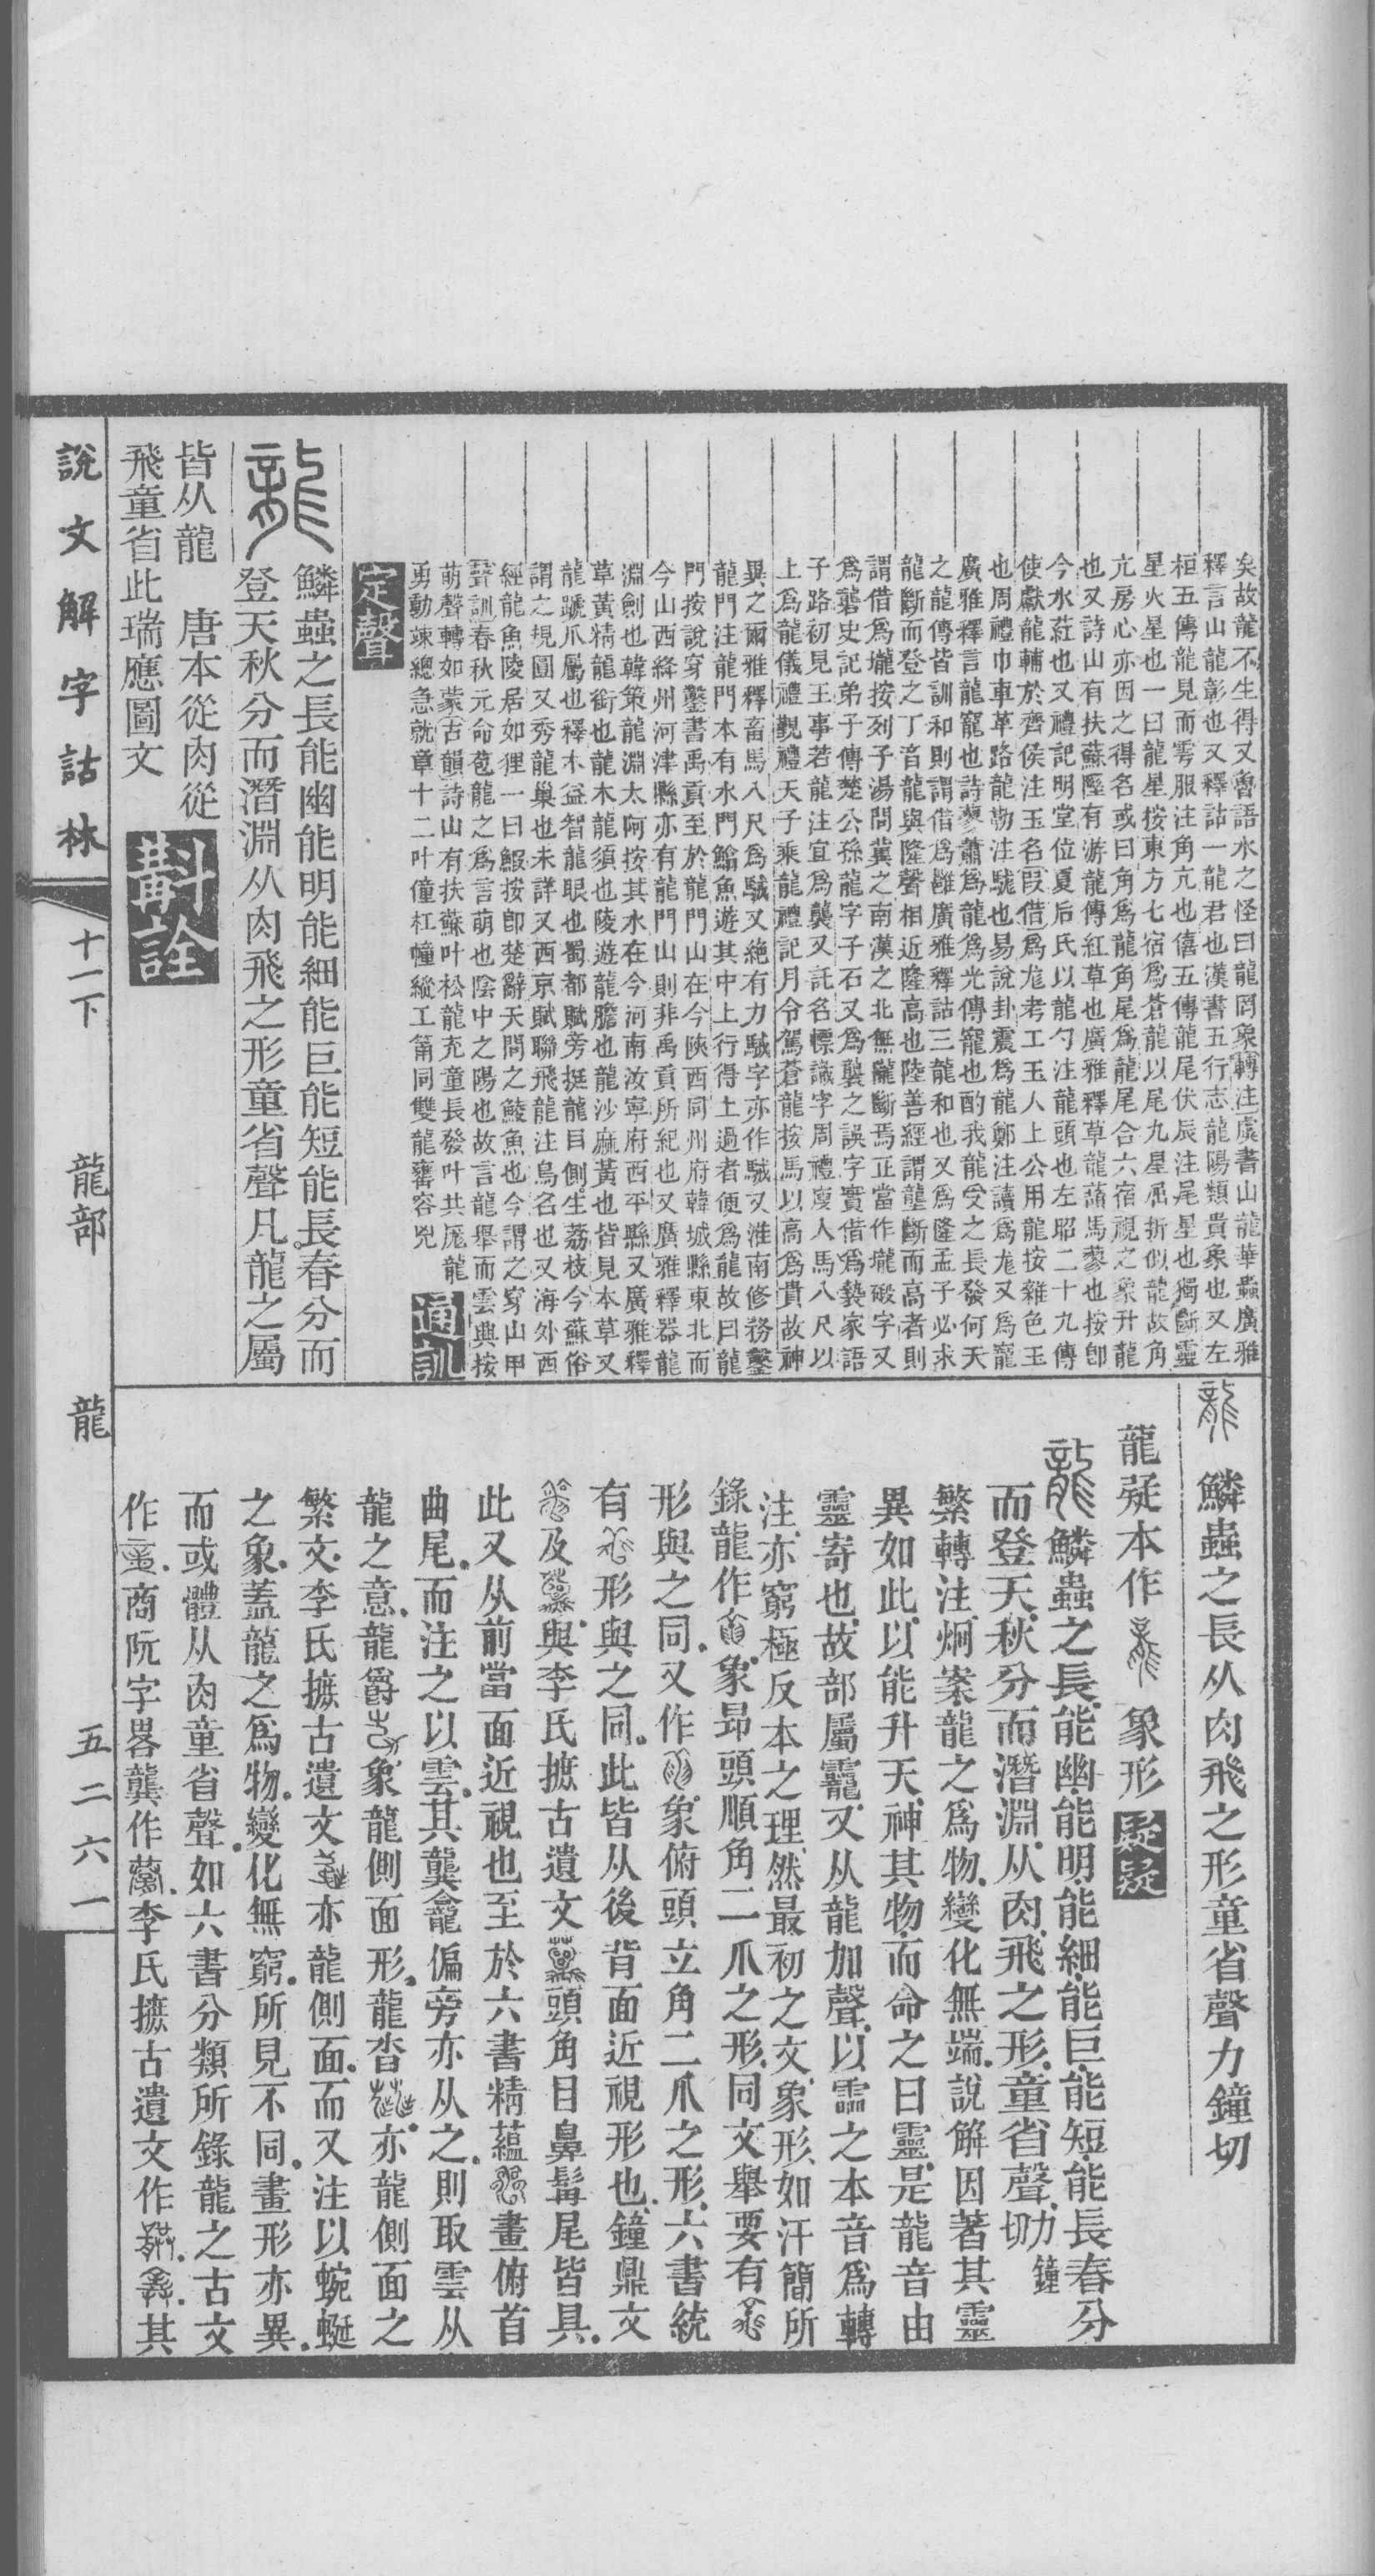 矣故龍不生得又魯語水之怪曰龍罔象轉注虞書山龍華蟲廣雅
釋言山龍彰也又釋詁一龍君也漢書五行志龍陽類貴象也又左
桓五傳龍見而雩服注角亢也僖五傳龍尾伏辰注尾星也獨斷靈
星火星也一曰龍星按東方七宿爲蒼龍以尾九星屈折似龍故角
亢房心亦因之得名或曰角爲龍角尾爲龍尾合六宿視之象升龍
也又詩山有扶蘇隰有游龍傳紅草也廣雅釋草龍蘬馬蓼也按卽
今水葒也又禮記明堂位夏后氏以龍勺注龍頭也左昭二十九傳
使獻龍輔於齊侯注玉名叚借爲尨考工玉人上公用龍按雜色玉
也周禮巾車革路龍勒注駹也易說卦震爲龍鄭注讀爲尨又爲寵
廣雅釋言龍寵也詩蓼蕭爲龍爲光傳寵也酌我龍受之長發何天
之龍傳皆訓和則謂借爲雝廣雅釋詁三龍和也又爲隆孟子必求
龍斷而登之丁音龍與隆聲相近隆高也陸善經謂壟斷而高者則
謂借爲壠按列子湯問冀之南漢之北無隴斷焉正當作壠碫字又
爲礱史記弟子傳楚公孫龍字子石又爲襲之誤字實借爲褺家語
子路初見王事若龍注宜爲襲又託名幖識字周禮廋人馬八尺以
上爲龍儀禮覲禮天子乘龍禮記月令駕蒼龍按馬以高爲貴故神
異之爾雅釋畜馬八尺爲駥又絶有力駥字亦作駥又淮南修務鑿
龍門注龍門本有水門鮪魚遊其中上行得上過者便爲龍故曰龍
門按說穿鑿書禹貢至於龍門山在今陝西同州府韓城縣東北而
今山西絳州河津縣亦有龍門山則非禹貢所紀也又廣雅釋器龍
淵劍也韓策龍淵太阿按其水在今河南汝寧府西平縣又廣雅釋
草黃精龍銜也龍木龍須也陵遊龍膽也龍沙麻黃也皆見本草又
龍蹏爪屬也釋木益智龍眼也蜀都賦旁挺龍目側生荔枝今蘇俗
謂之規圓又秀龍巢也未詳又西京賦聯飛龍注鳥名也又海外西
經龍魚陵居如狸一曰鰕按卽楚辭天問之鯪魚也今謂之穿山甲
聲訓春秋元命苞龍之爲言萌也陰中之陽也故言龍舉而雲興按
萌聲轉如蒙古韻詩山有扶蘇叶松龍充童長發叶共厖龍
勇動竦總急就章十二叶僮杠幢縱工筩同雙龍容兇
通訓
定聲
龍 鱗蟲之長能幽能明能細能巨能短能長春分而
登天秋分而潛淵从肉飛之形童省聲凡龍之屬
皆从龍 唐本從肉從
飛童省此瑞應圖文 斠詮
龍 鱗蟲之長从肉飛之形童省聲力鐘切
龍疑本作 象形 疑疑
龍鱗蟲之長能幽能明能細能巨能短能長春分
而登天秋分而潛淵从肉飛之形童省聲力鐘切
繁轉注炯案龍之爲物變化無端說解因著其靈
異如此以能升天神其物而命之曰靈是龍音由
靈寄也故部屬龗又从龍加聲以霝之本音爲轉
注亦窮極反本之理然最初之文象形如汗簡所
錄龍作 象昂頭順角二爪之形同文舉要有
形與之同又作 象俯頭立角二爪之形六書統
有 形與之同此皆从後背面近視形也鐘鼎文
及 與李氏摭古遺文 頭角目鼻髯尾皆具
此又从前當面近視也至於六書精蘊 畫俯首
曲尾而注之以雲其龔龕偏旁亦从之則取雲从
龍之意龍爵 象龍側面形龍沓 亦龍側面之
繁文李氏摭古遺文 亦龍側面而又注以蜿蜒
之象蓋龍之爲物變化無窮所見不同畫形亦異
而或體从肉童省聲如六書分類所錄龍之古文
作 商阮字畧龔作 李氏摭古遺文作 其
說文解字詁林 十一下 龍部 龍 五二六一